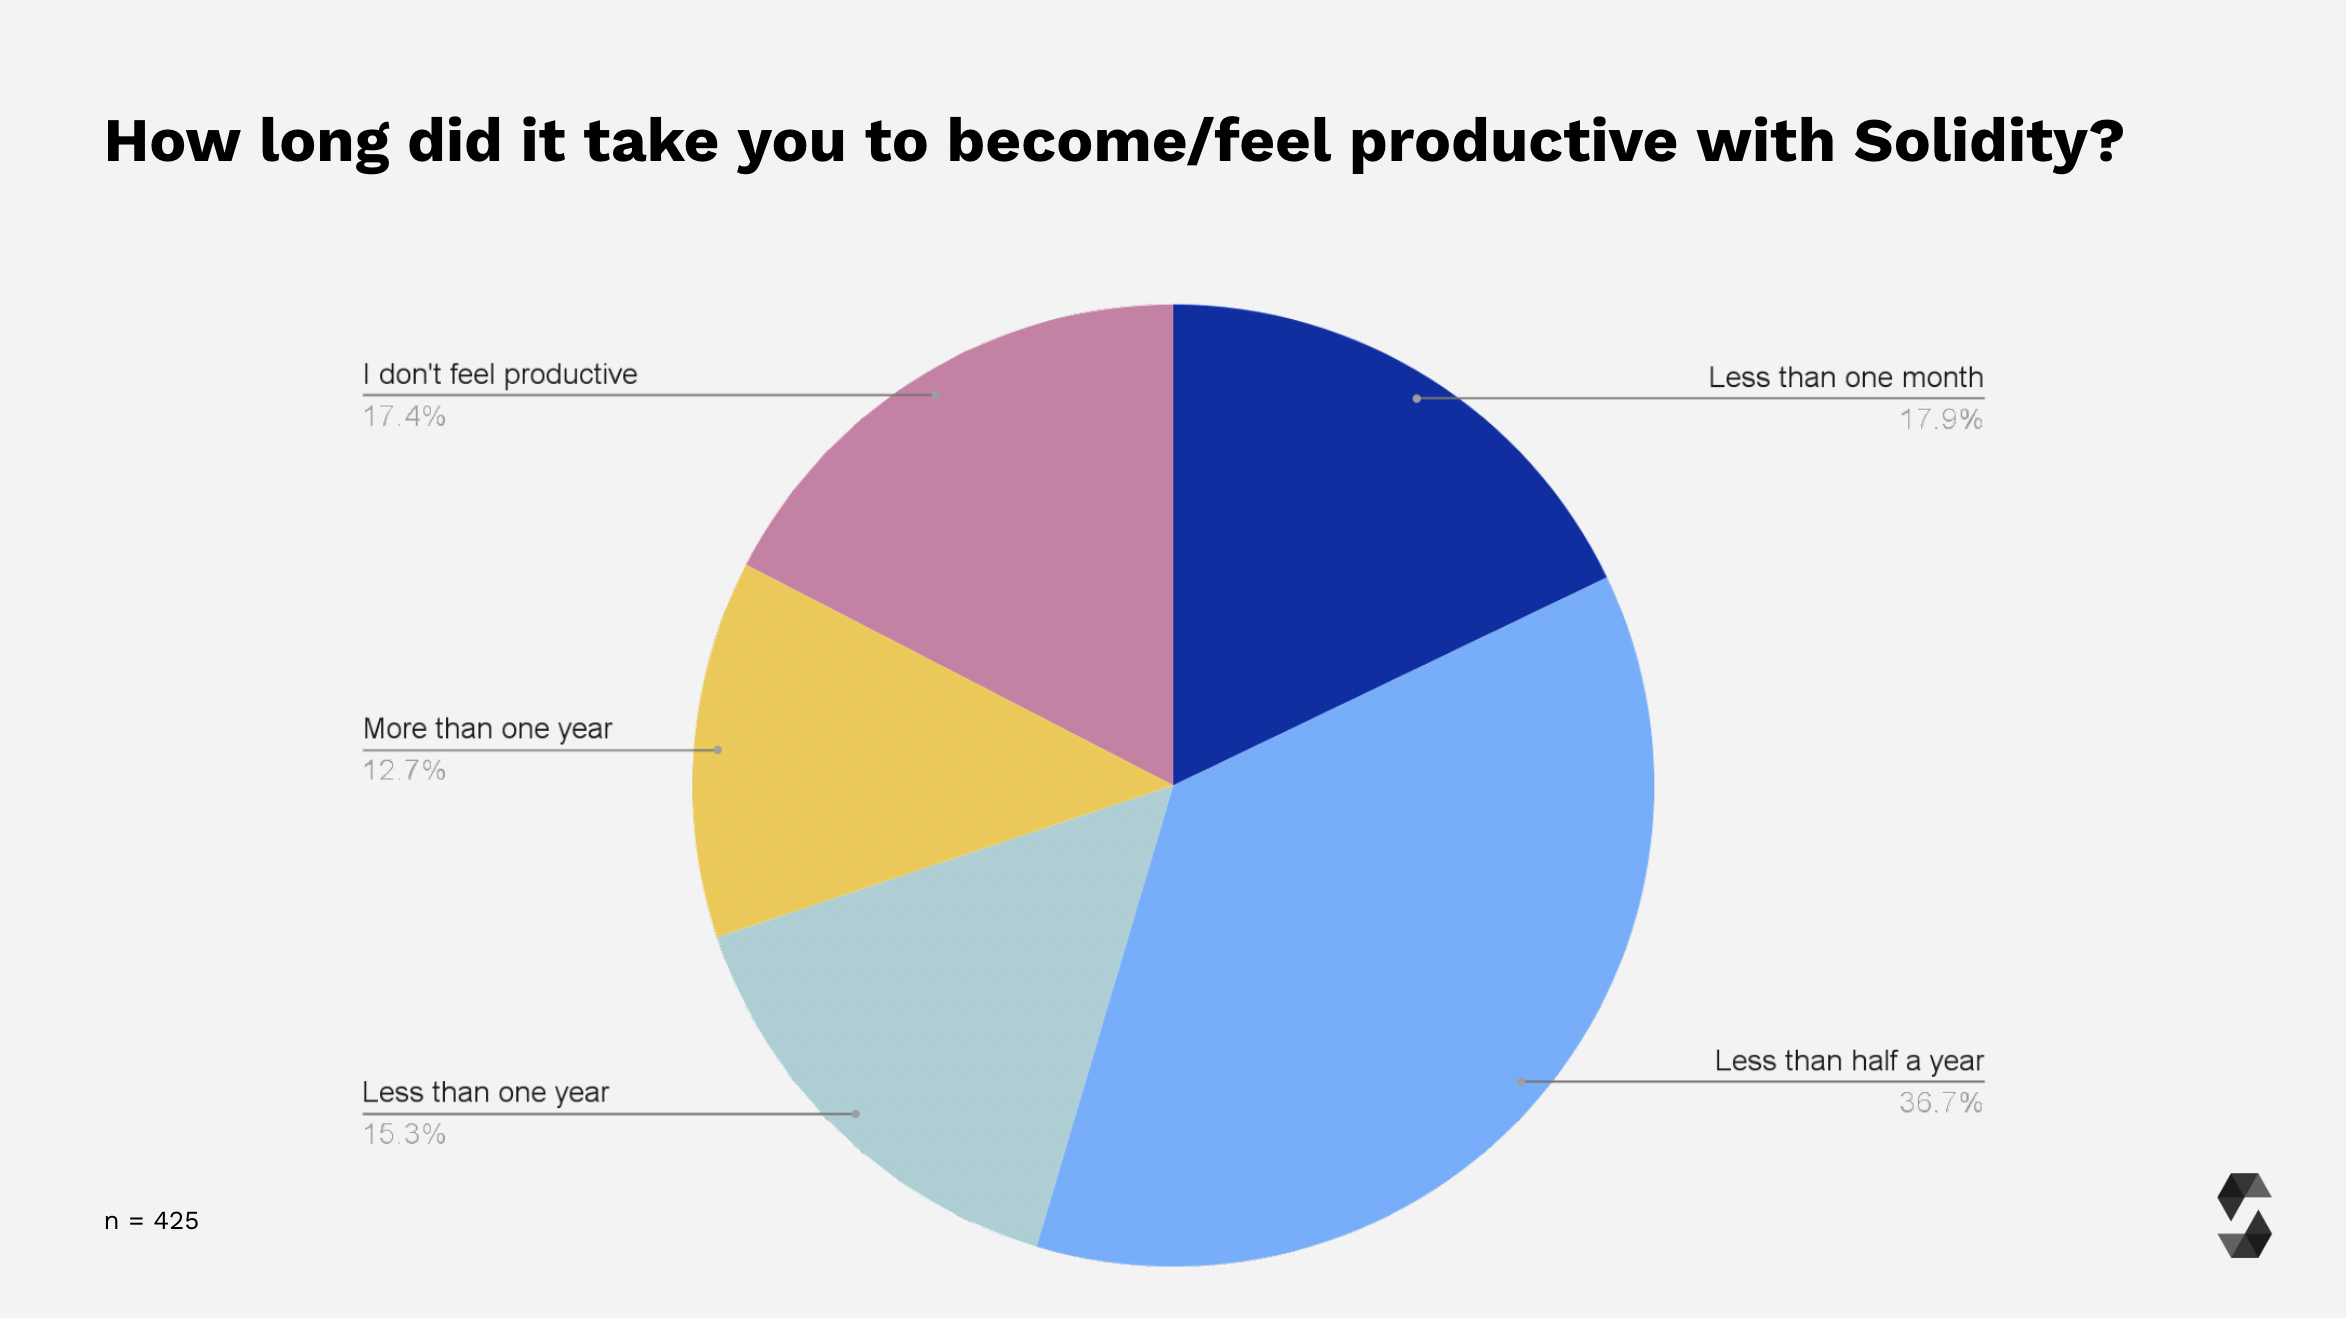 How long did it take you to become/feel productive with Solidity?
I don't feel productive
17.4%
Less than one month
17.9%
More than one year
12.7%
Less than half a year
36.7%
Less than one year
15.3%
n = 425